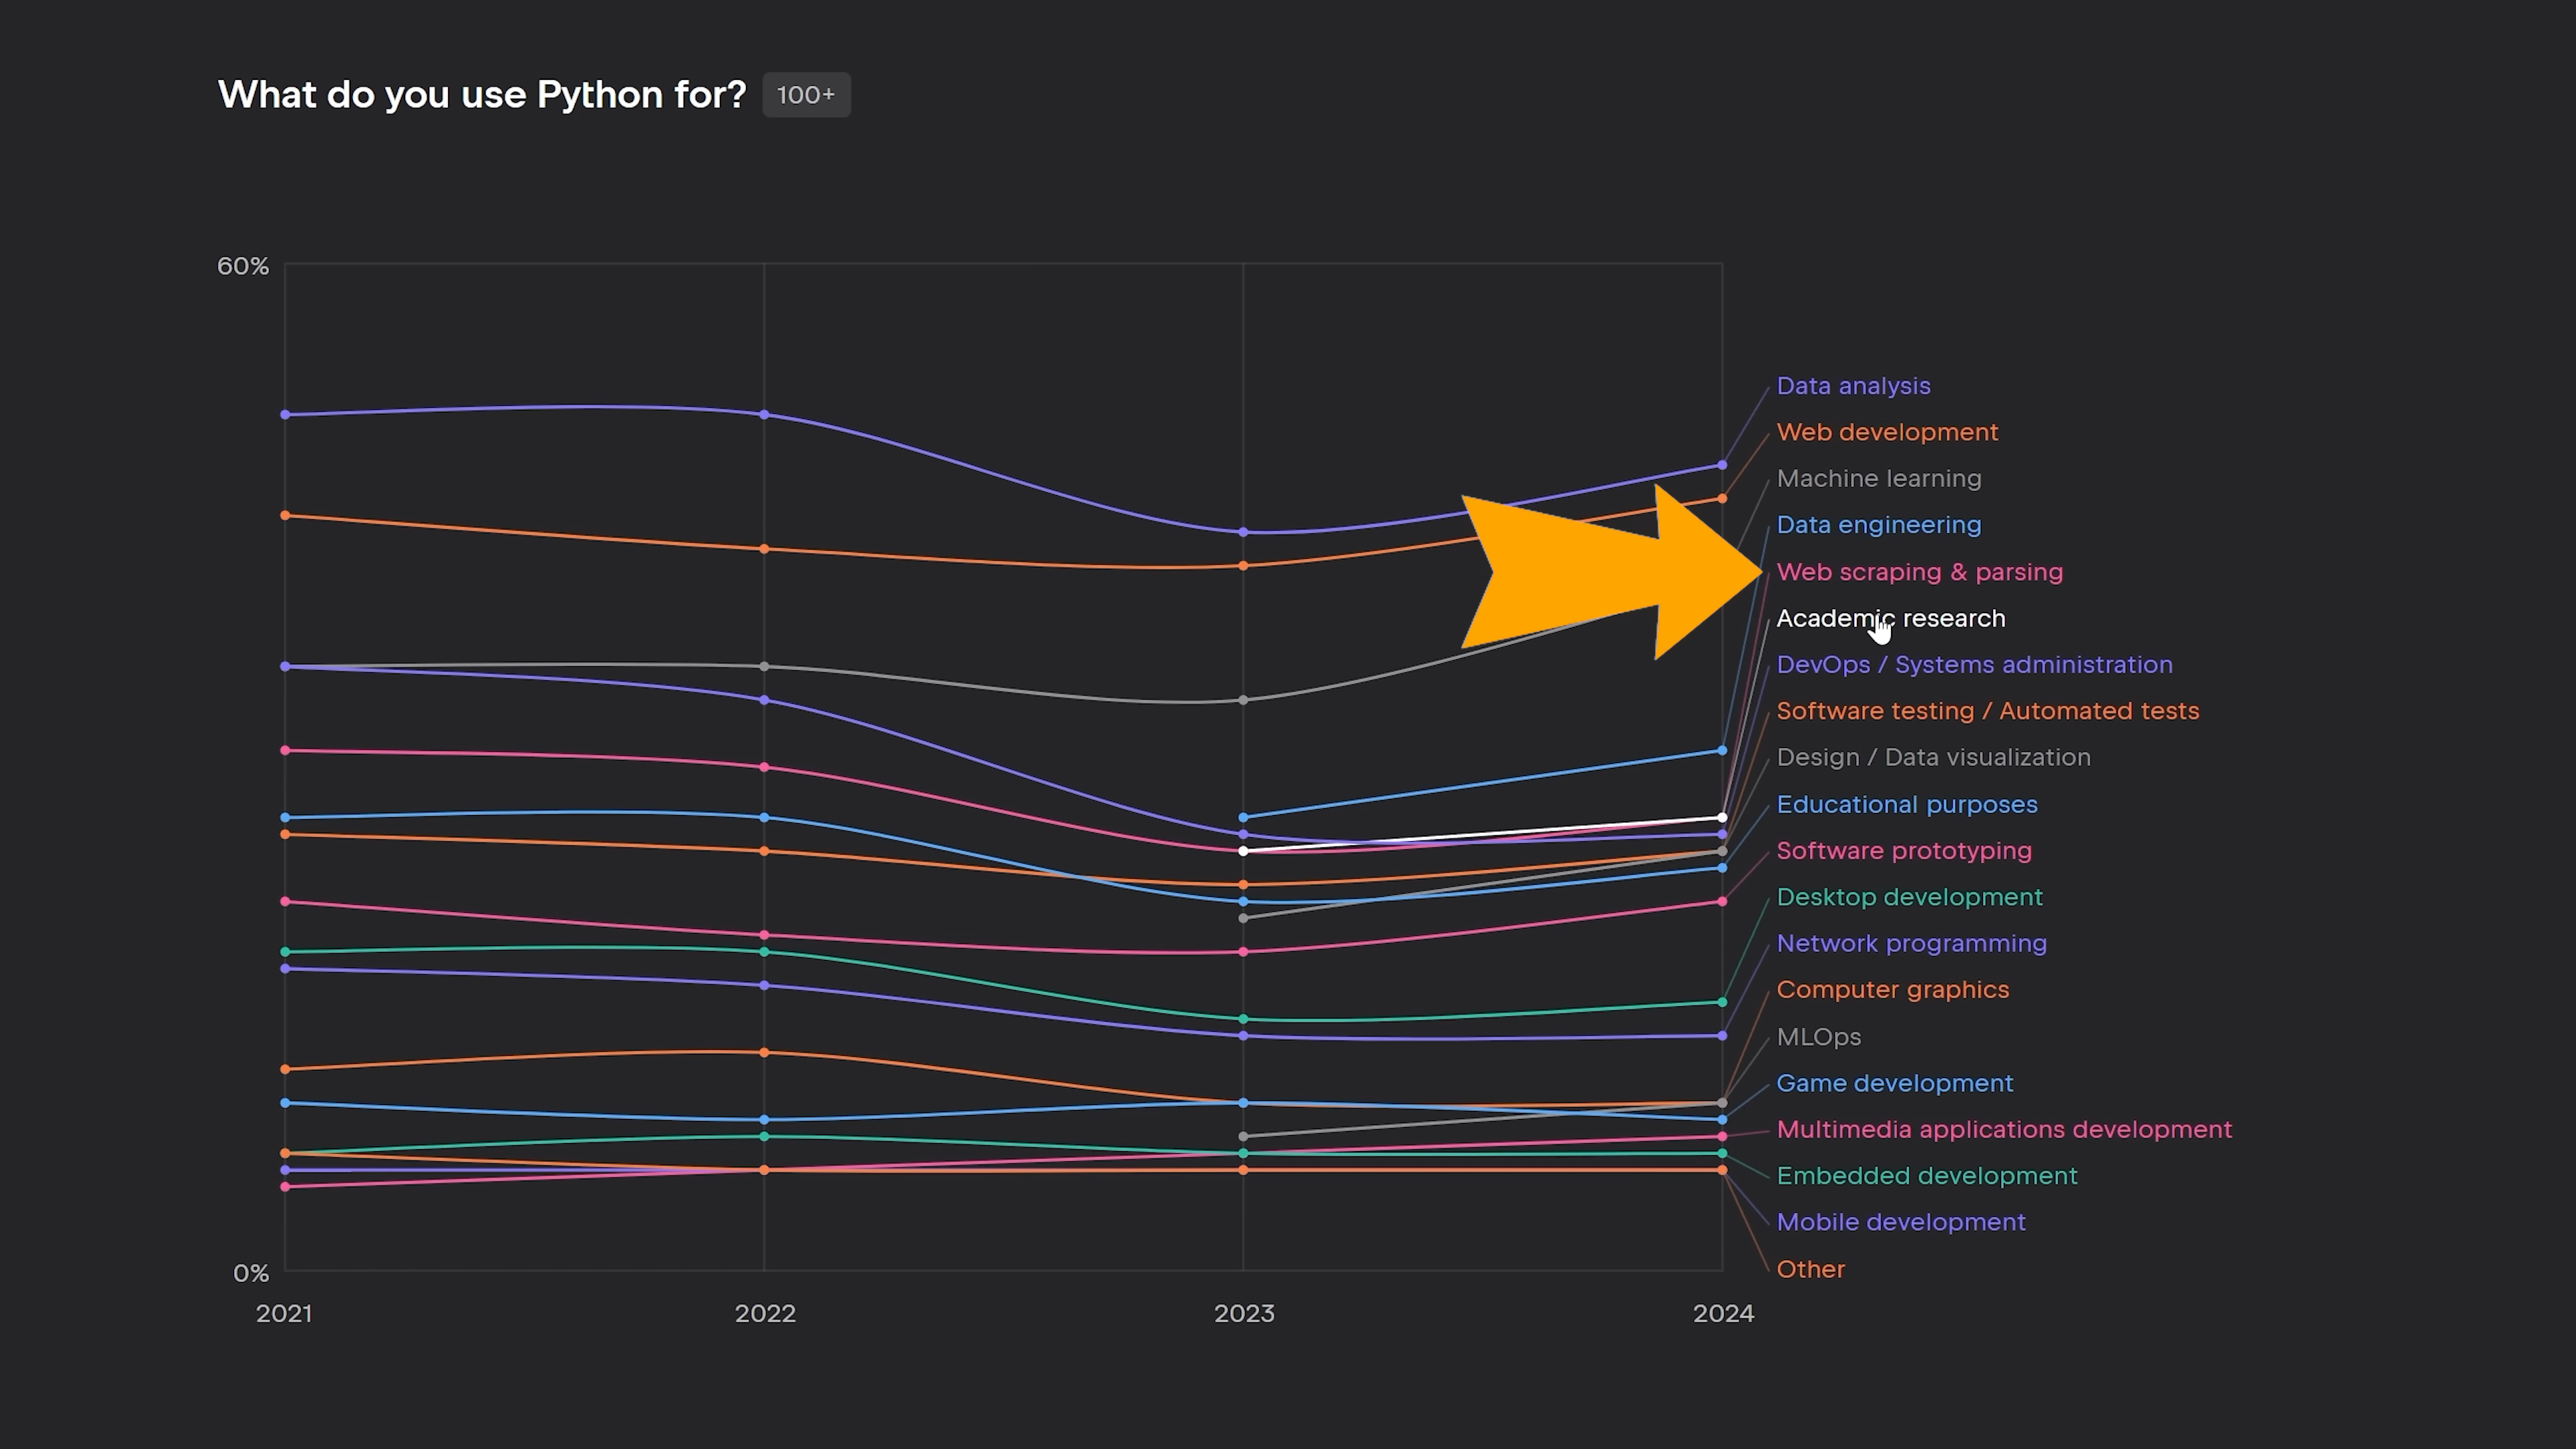 What do you use Python for? 100+
60%
Data analysis
Web development
Machine learning
Data engineering
Web scraping & parsing
Academic research
DevOps / Systems administration
Software testing / Automated tests
Design / Data visualization
Educational purposes
Software prototyping
Desktop development
Network programming
Computer graphics
MLOps
Game development
Multimedia applications development
Embedded development
Mobile development
Other
0%
2021 2022 2023 2024